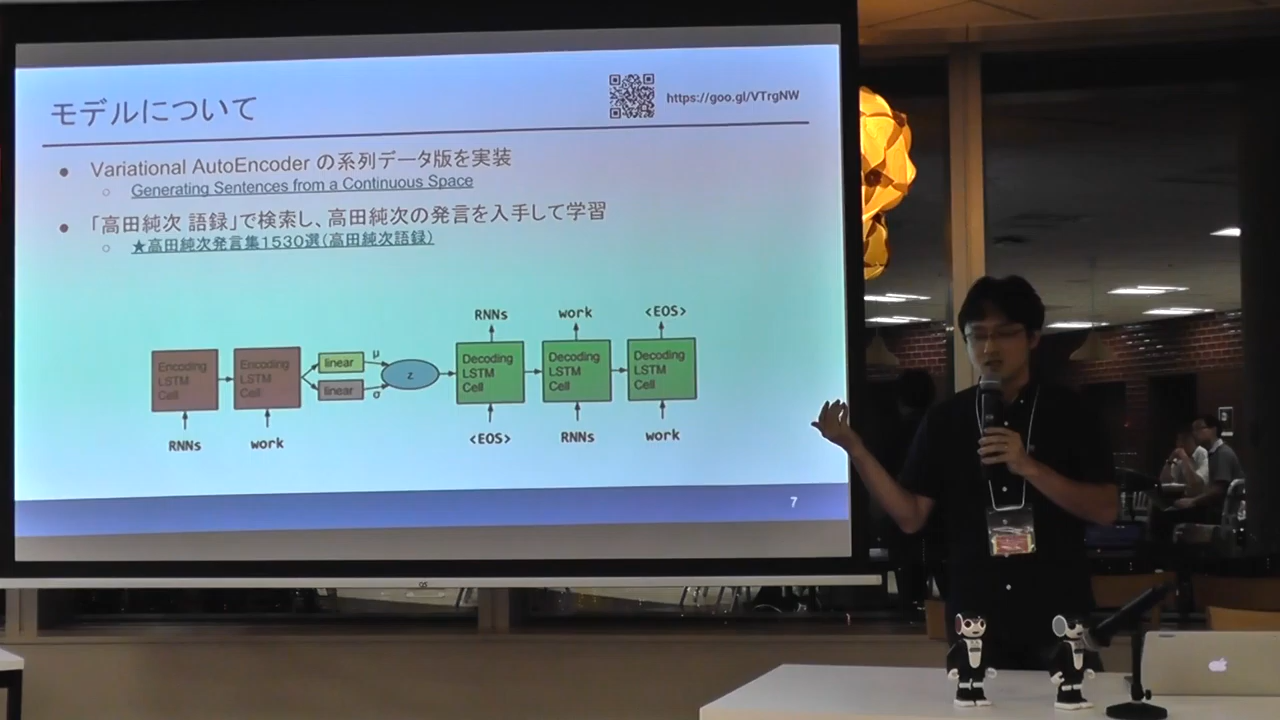 モデルについて
https://goo.gl/VTrgNW
● Variational AutoEncoder の系列データ版を実装
○ Generating Sentences from a Continuous Space
● 「高田純次 語録」で検索し、高田純次の発言を入手して学習
○ ★高田純次発言集1530選(高田純次語録)
RNNs work <EOS>
Encoding LSTM Cell
Encoding LSTM Cell
linear
linear
μ
σ
z
Decoding LSTM Cell
Decoding LSTM Cell
Decoding LSTM Cell
RNNs work <EOS> RNNs work
7